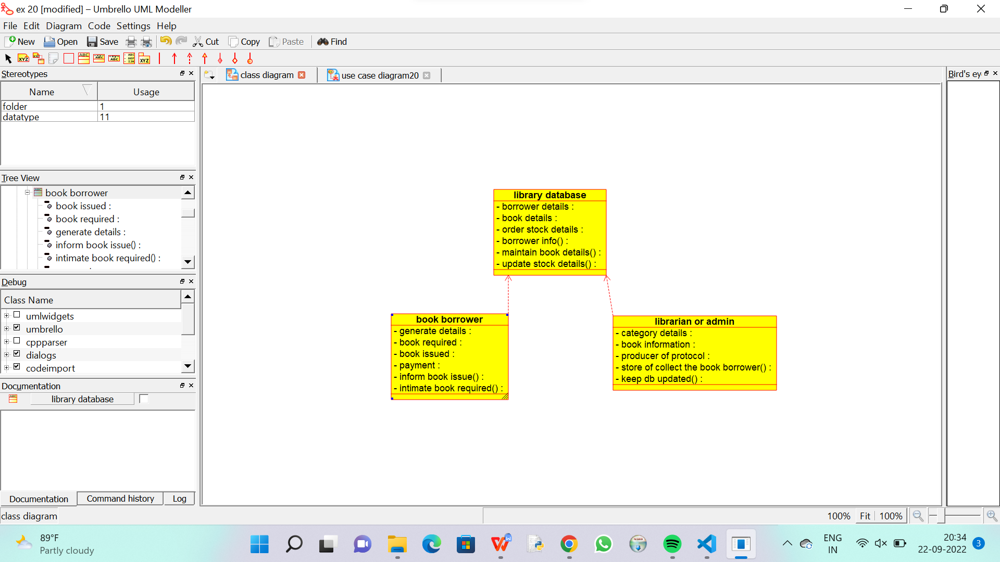 ex 20 [modified] – Umbrello UML Modeller
File Edit Diagram Code Settings Help
New Open Save Cut Copy Paste Find
Stereotypes
Name Usage
folder 1
datatype 11
Tree View
book borrower
book issued :
book required :
generate details :
inform book issue() :
intimate book required() :
Debug
Class Name
umlwidgets
umbrello
cppparser
dialogs
codeimport
Documentation
library database
Documentation Command history Log
class diagram
class diagram use case diagram20
library database
- borrower details :
- book details :
- order stock details :
- borrower info() :
- maintain book details() :
- update stock details() :
book borrower
- generate details :
- book required :
- book issued :
- payment :
- inform book issue() :
- intimate book required() :
librarian or admin
- category details :
- book information :
- producer of protocol :
- store of collect the book borrower() :
- keep db updated() :
Bird's ey
100% Fit 100%
89°F
Partly cloudy
ENG
IN
20:34
22-09-2022
3